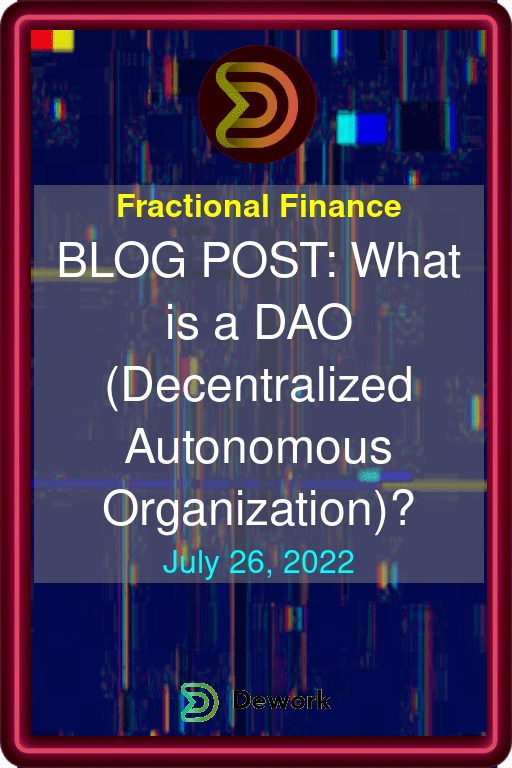 Fractional Finance
BLOG POST: What
is a DAO
(Decentralized
Autonomous
Organization)?
July 26, 2022
Dework